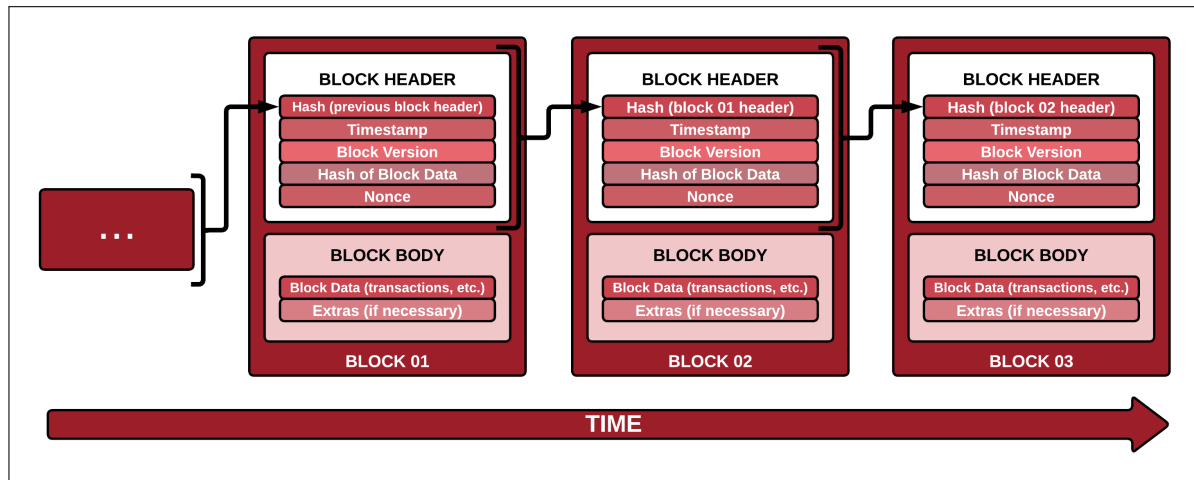 ...
BLOCK HEADER
Hash (previous block header)
Timestamp
Block Version
Hash of Block Data
Nonce
BLOCK BODY
Block Data (transactions, etc.)
Extras (if necessary)
BLOCK 01
BLOCK HEADER
Hash (block 01 header)
Timestamp
Block Version
Hash of Block Data
Nonce
BLOCK BODY
Block Data (transactions, etc.)
Extras (if necessary)
BLOCK 02
BLOCK HEADER
Hash (block 02 header)
Timestamp
Block Version
Hash of Block Data
Nonce
BLOCK BODY
Block Data (transactions, etc.)
Extras (if necessary)
BLOCK 03
TIME